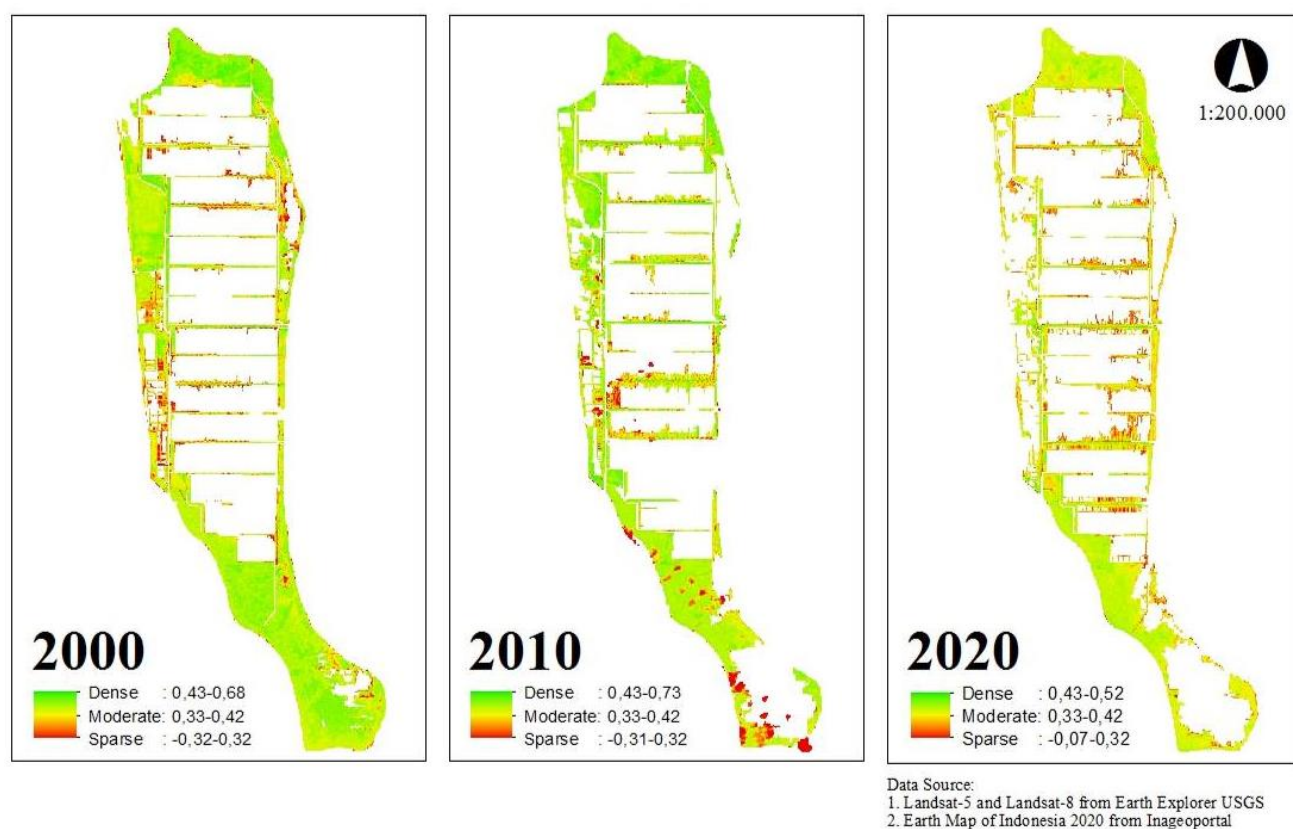 1:200.000
2000
Dense : 0,43-0,68
Moderate: 0,33-0,42
Sparse : -0,32-0,32
2010
Dense : 0,43-0,73
Moderate: 0,33-0,42
Sparse : -0,31-0,32
2020
Dense : 0,43-0,52
Moderate: 0,33-0,42
Sparse : -0,07-0,32
Data Source:
1. Landsat-5 and Landsat-8 from Earth Explorer USGS
2. Earth Map of Indonesia 2020 from Inageoportal